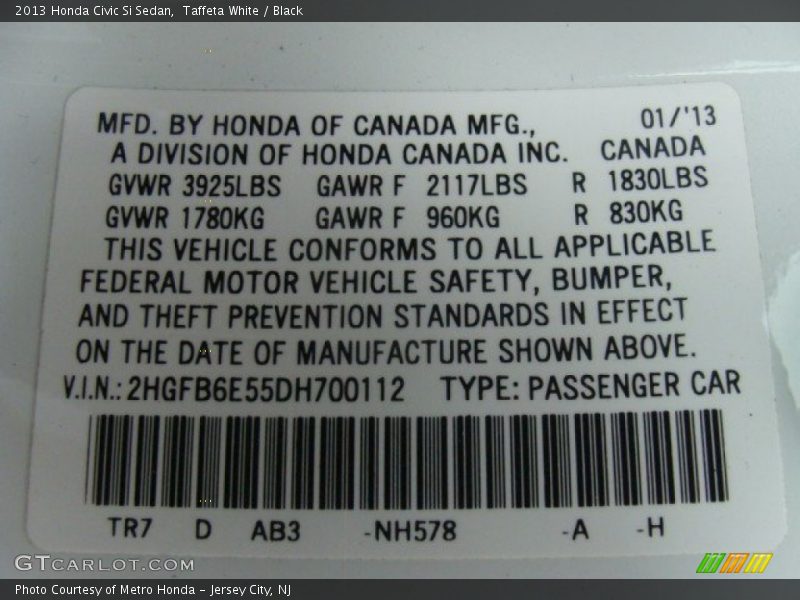 2013 Honda Civic Si Sedan,  Taffeta White / Black
MFD. BY HONDA OF CANADA MFG., 01/'13
A DIVISION OF HONDA CANADA INC. CANADA
GVWR 3925LBS GAWR F 2117LBS R 1830LBS
GVWR 1780KG GAWR F 960KG R 830KG
THIS VEHICLE CONFORMS TO ALL APPLICABLE
FEDERAL MOTOR VEHICLE SAFETY, BUMPER,
AND THEFT PREVENTION STANDARDS IN EFFECT
ON THE DATE OF MANUFACTURE SHOWN ABOVE.
V.I.N.: 2HGFB6E55DH700112 TYPE: PASSENGER CAR
TR7 D AB3 -NH578 -A -H
GTCARLOT.COM
Photo Courtesy of Metro Honda – Jersey City, NJ